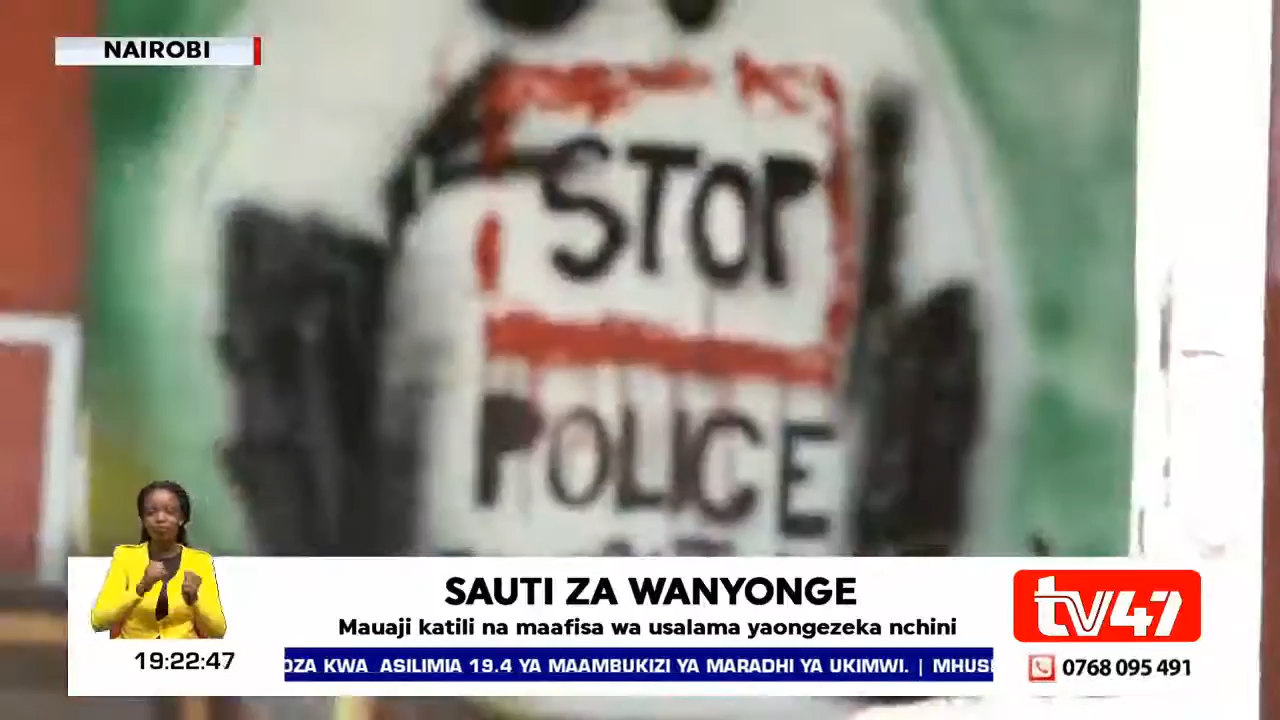 NAIROBI
STOP
POLICE
SAUTI ZA WANYONGE
Mauaji katili na maafisa wa usalama yaongezeka nchini
tv47
19:22:47
KWA ASILIMIA 19.4 YA MAAMBUKIZI YA MARADHI YA UKIMWI. |
0768 095 491